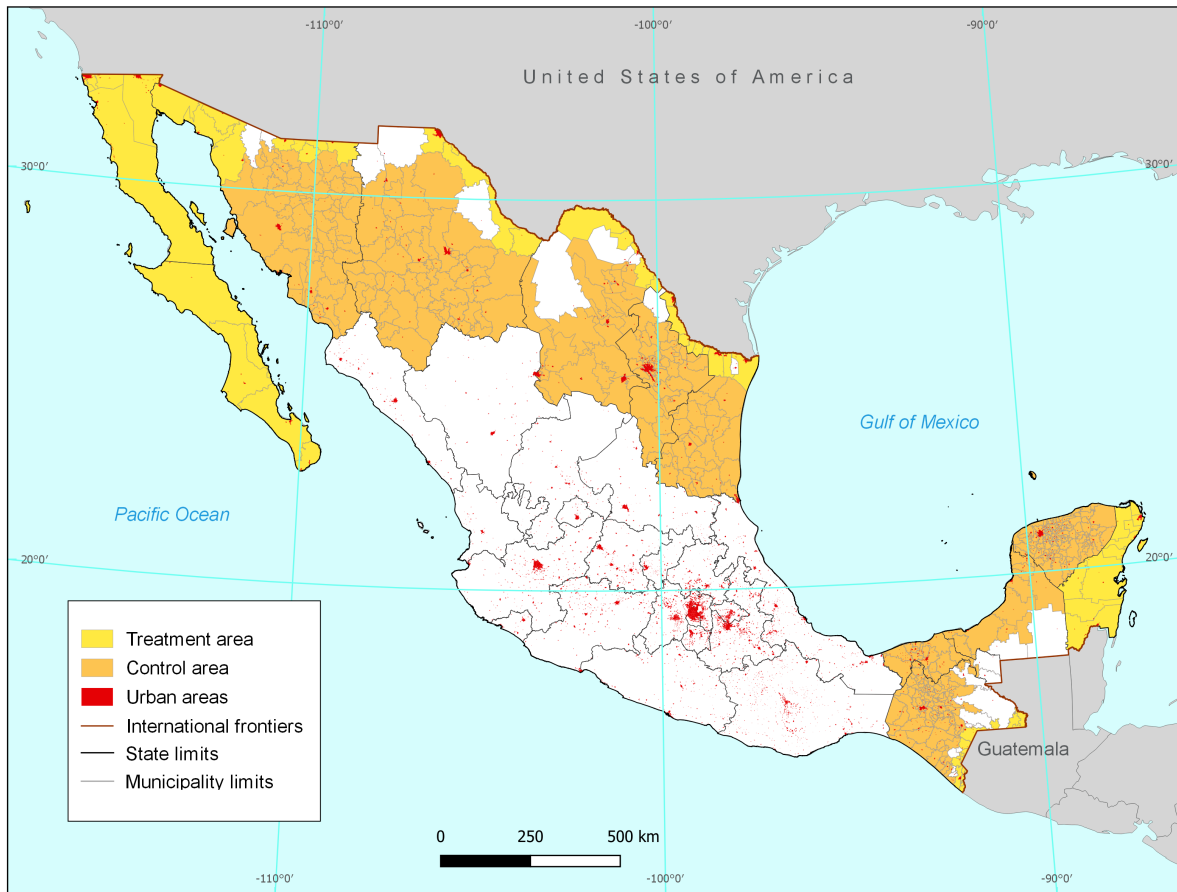 -110°0′
-100°0′
-90°0′
United States of America
30°0′
30°0′
Gulf of Mexico
Pacific Ocean
20°0′
20°0′
Treatment area
Control area
Urban areas
International frontiers
State limits
Municipality limits
Guatemala
0 250 500 km
-110°0′
-100°0′
-90°0′